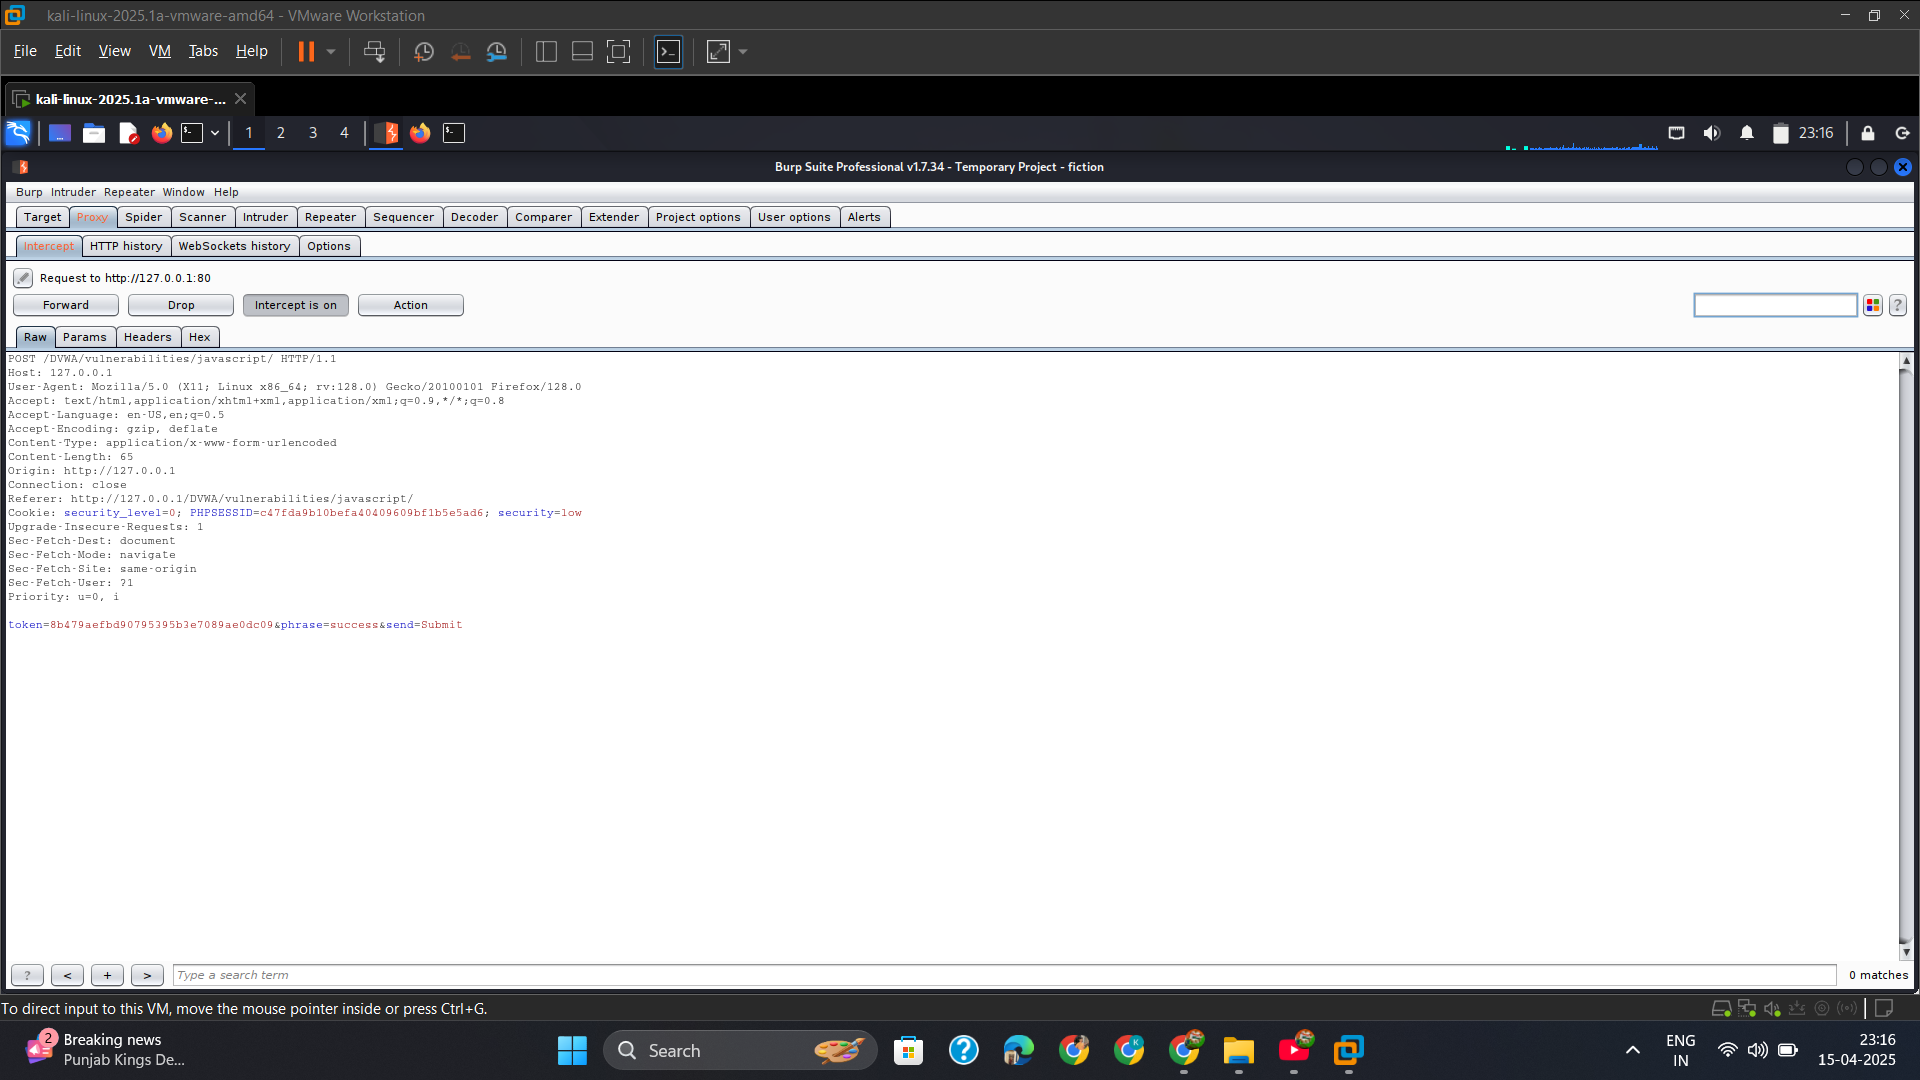 kali-linux-2025.1a-vmware-amd64 - VMware Workstation
File Edit View VM Tabs Help
kali-linux-2025.1a-vmware-...
1 2 3 4
23:16
Burp Suite Professional v1.7.34 - Temporary Project - fiction
Burp Intruder Repeater Window Help
Target Proxy Spider Scanner Intruder Repeater Sequencer Decoder Comparer Extender Project options User options Alerts
Intercept HTTP history WebSockets history Options
Request to http://127.0.0.1:80
Forward Drop Intercept is on Action
?
Raw Params Headers Hex
POST /DVWA/vulnerabilities/javascript/ HTTP/1.1
Host: 127.0.0.1
User-Agent: Mozilla/5.0 (X11; Linux x86_64; rv:128.0) Gecko/20100101 Firefox/128.0
Accept: text/html,application/xhtml+xml,application/xml;q=0.9,*/*;q=0.8
Accept-Language: en-US,en;q=0.5
Accept-Encoding: gzip, deflate
Content-Type: application/x-www-form-urlencoded
Content-Length: 65
Origin: http://127.0.0.1
Connection: close
Referer: http://127.0.0.1/DVWA/vulnerabilities/javascript/
Cookie: security_level=0; PHPSESSID=c47fda9b10befa40409609bf1b5e5ad6; security=low
Upgrade-Insecure-Requests: 1
Sec-Fetch-Dest: document
Sec-Fetch-Mode: navigate
Sec-Fetch-Site: same-origin
Sec-Fetch-User: ?1
Priority: u=0, i
token=8b479aefbd90795395b3e7089ae0dc09&phrase=success&send=Submit
? < + > Type a search term 0 matches
To direct input to this VM, move the mouse pointer inside or press Ctrl+G.
2
Breaking news
Punjab Kings De...
Search
ENG
IN
23:16
15-04-2025